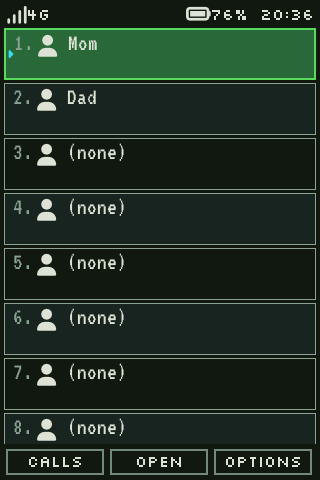 4G 76% 20:36
1. Mom
2. Dad
3. (none)
4. (none)
5. (none)
6. (none)
7. (none)
8. (none)
CALLS OPEN OPTIONS